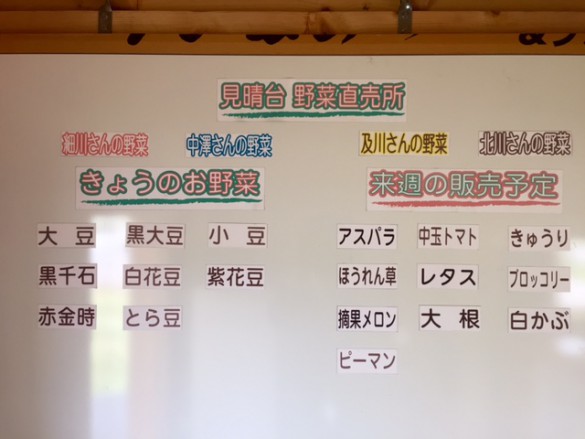 見晴台 野菜直売所
細川さんの野菜 中澤さんの野菜 及川さんの野菜 北川さんの野菜
きょうのお野菜
大 豆 黒大豆 小 豆
黒千石 白花豆 紫花豆
赤金時 とら豆
来週の販売予定
アスパラ 中玉トマト きゅうり
ほうれん草 レタス ブロッコリー
摘果メロン 大 根 白かぶ
ピーマン